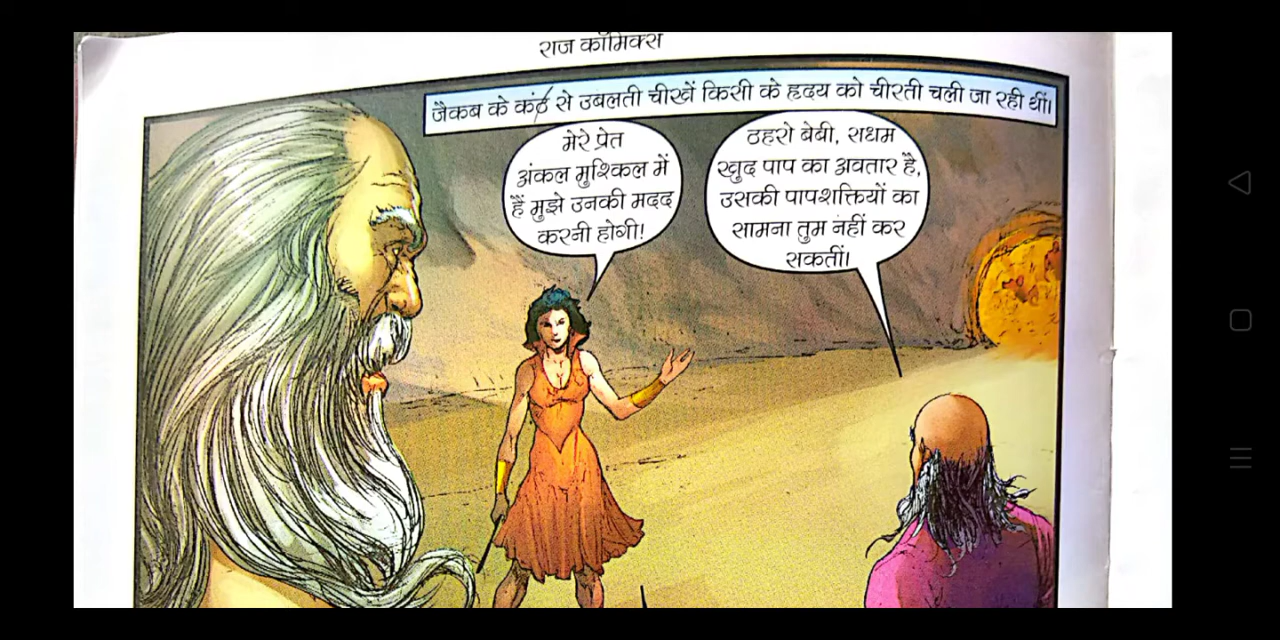 राज कॉमिक्स
जैकब के कंठ से उबलती चीखें किसी के हृदय को चीरती चली जा रही थीं।
मेरे प्रेत
अंकल मुश्किल में
हैं मुझे उनकी मदद
करनी होगी!
ठहरो बेबी, सधम
खुद पाप का अवतार है,
उसकी पापशक्तियों का
सामना तुम नहीं कर
सकतीं।